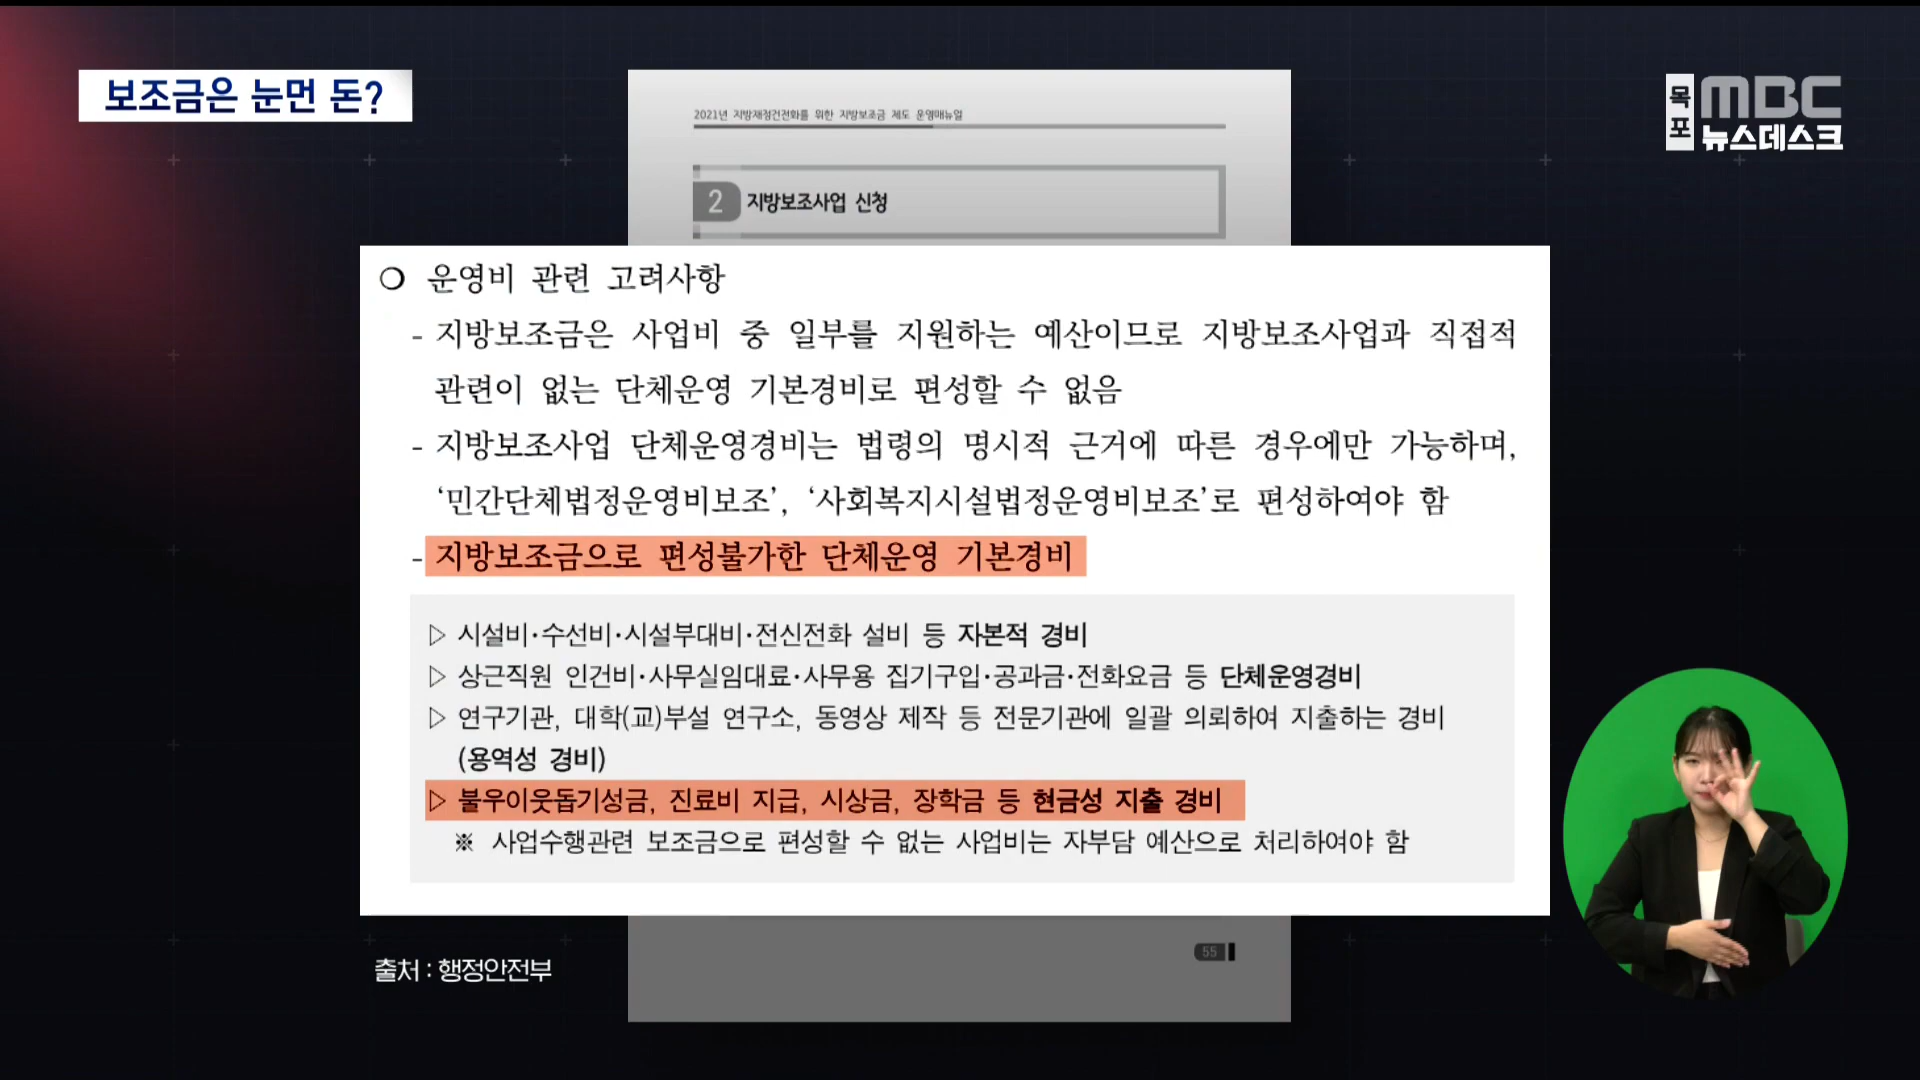 보조금은 눈먼 돈?
목포
MBC
뉴스데스크
2021년 지방재정건전화를 위한 지방보조금 제도 운영매뉴얼
2 지방보조사업 신청
○ 운영비 관련 고려사항
- 지방보조금은 사업비 중 일부를 지원하는 예산이므로 지방보조사업과 직접적
관련이 없는 단체운영 기본경비로 편성할 수 없음
- 지방보조사업 단체운영경비는 법령의 명시적 근거에 따른 경우에만 가능하며,
‘민간단체법정운영비보조’, ‘사회복지시설법정운영비보조’로 편성하여야 함
- 지방보조금으로 편성불가한 단체운영 기본경비
▷ 시설비·수선비·시설부대비·전신전화 설비 등 자본적 경비
▷ 상근직원 인건비·사무실임대료·사무용 집기구입·공과금·전화요금 등 단체운영경비
▷ 연구기관, 대학(교)부설 연구소, 동영상 제작 등 전문기관에 일괄 의뢰하여 지출하는 경비
(용역성 경비)
▷ 불우이웃돕기성금, 진료비 지급, 시상금, 장학금 등 현금성 지출 경비
※ 사업수행관련 보조금으로 편성할 수 없는 사업비는 자부담 예산으로 처리하여야 함
55
출처 : 행정안전부